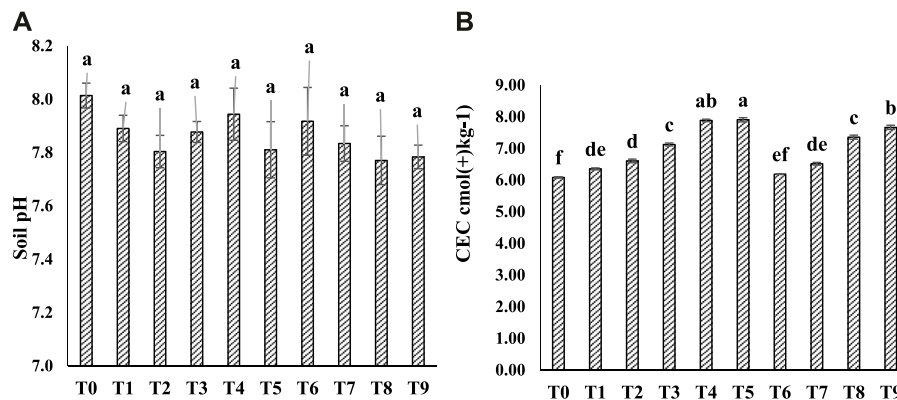 A
8.2
8.0
7.8
7.6
7.4
7.2
7.0
Soil pH
a a a a a a a a a a
T0 T1 T2 T3 T4 T5 T6 T7 T8 T9
B
9.00
8.00
7.00
6.00
5.00
4.00
3.00
2.00
1.00
0.00
CEC cmol(+)kg-1)
f de d c ab a ef de c b
T0 T1 T2 T3 T4 T5 T6 T7 T8 T9